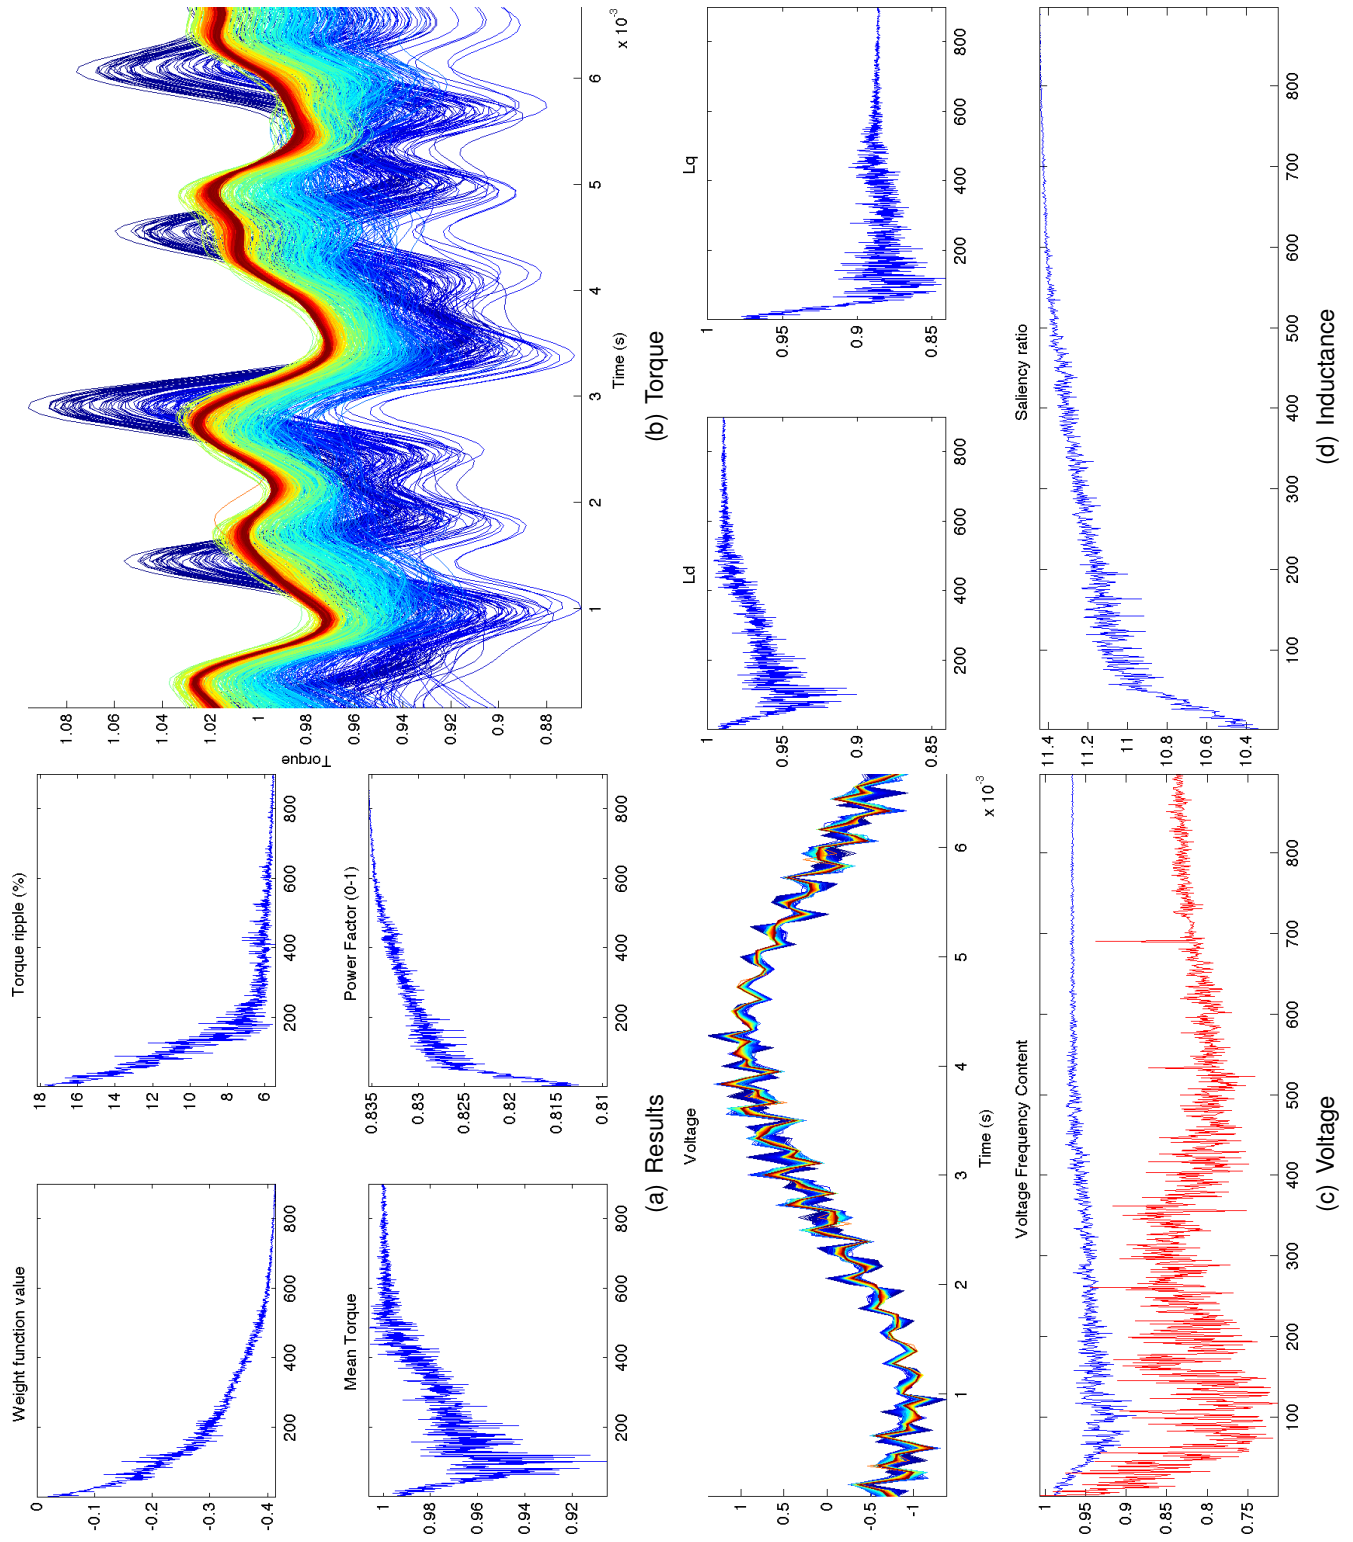 Weight function value
0
-0.1
-0.2
-0.3
-0.4
200 400 600 800
Torque ripple (%)
18
16
14
12
10
8
6
200 400 600 800
Mean Torque
1
0.98
0.96
0.94
0.92
200 400 600 800
Power Factor (0-1)
0.835
0.83
0.825
0.82
0.815
0.81
200 400 600 800
(a) Results
Torque
1.08
1.06
1.04
1.02
1
0.98
0.96
0.94
0.92
0.9
0.88
1 2 3 4 5 6
x 10⁻³
Time (s)
(b) Torque
Voltage
1
0.5
0
-0.5
-1
1 2 3 4 5 6
x 10⁻³
Time (s)
Voltage Frequency Content
1
0.95
0.9
0.85
0.8
0.75
100 200 300 400 500 600 700 800
(c) Voltage
Ld
1
0.95
0.9
0.85
200 400 600 800
Lq
1
0.95
0.9
0.85
200 400 600 800
Saliency ratio
11.4
11.2
11
10.8
10.6
10.4
100 200 300 400 500 600 700 800
(d) Inductance